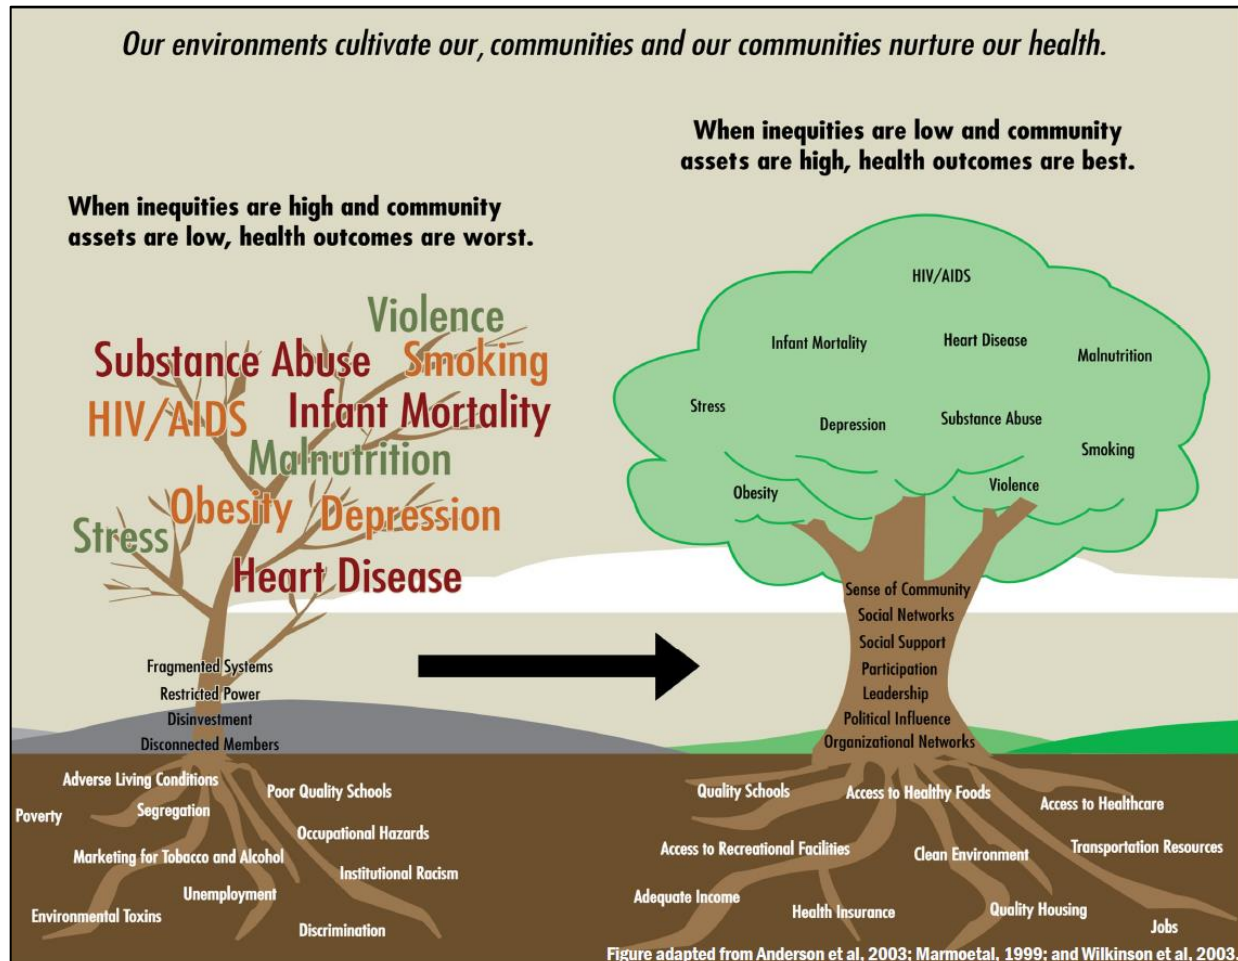 Our environments cultivate our, communities and our communities nurture our health.
When inequities are high and community
assets are low, health outcomes are worst.
Violence
Substance Abuse
Smoking
HIV/AIDS
Infant Mortality
Malnutrition
Obesity
Depression
Stress
Heart Disease
Fragmented Systems
Restricted Power
Disinvestment
Disconnected Members
Adverse Living Conditions
Poor Quality Schools
Poverty
Segregation
Occupational Hazards
Marketing for Tobacco and Alcohol
Institutional Racism
Unemployment
Environmental Toxins
Discrimination
When inequities are low and community
assets are high, health outcomes are best.
HIV/AIDS
Infant Mortality
Heart Disease
Malnutrition
Stress
Depression
Substance Abuse
Smoking
Obesity
Violence
Sense of Community
Social Networks
Social Support
Participation
Leadership
Political Influence
Organizational Networks
Quality Schools
Access to Healthy Foods
Access to Healthcare
Access to Recreational Facilities
Clean Environment
Transportation Resources
Adequate Income
Health Insurance
Quality Housing
Jobs
Figure adapted from Anderson et al, 2003; Marmoetal, 1999; and Wilkinson et al, 2003.